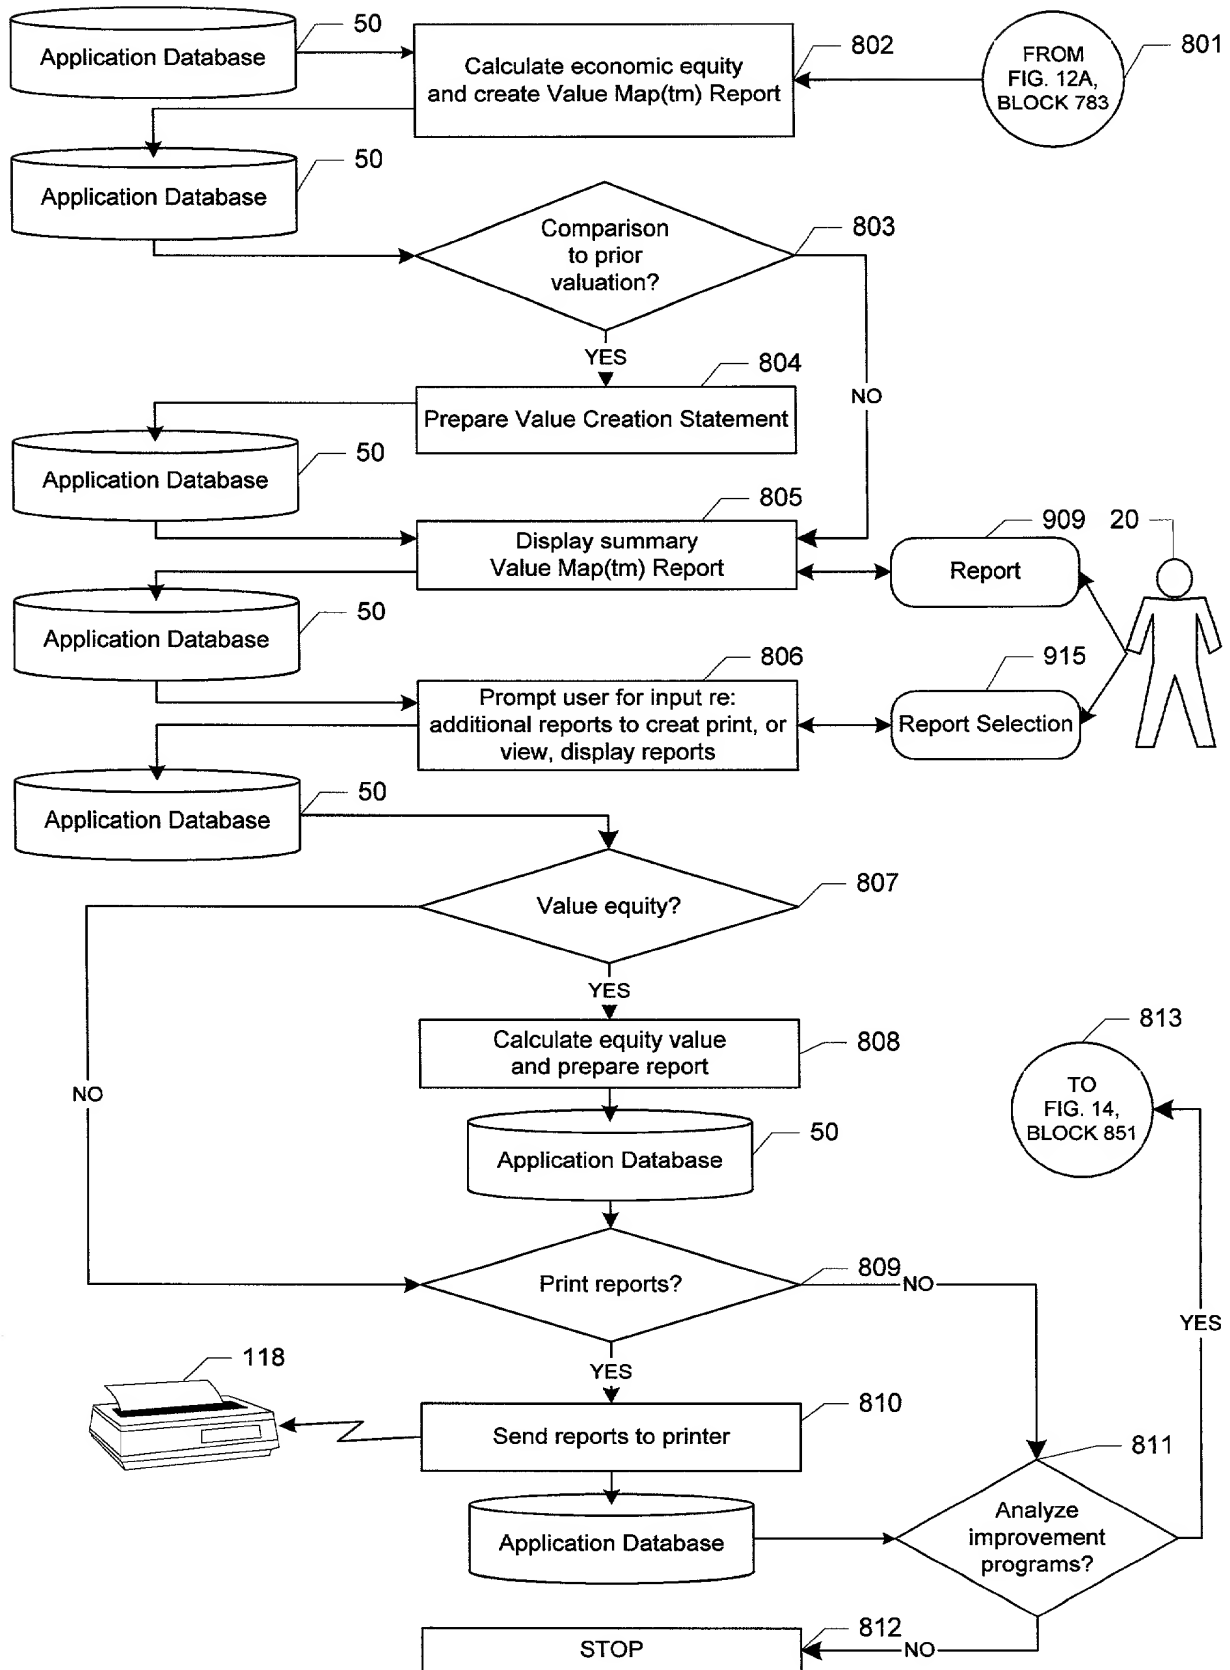 50
Application Database
Calculate economic equity
and create Value Map(tm) Report
802
FROM
FIG. 12A,
BLOCK 783
801
50
Application Database
Comparison
to prior
valuation?
803
YES
NO
804
Prepare Value Creation Statement
50
Application Database
805
Display summary
Value Map(tm) Report
909
20
Report
50
Application Database
806
Prompt user for input re:
additional reports to creat print, or
view, display reports
915
Report Selection
50
Application Database
Value equity?
807
NO
YES
Calculate equity value
and prepare report
808
813
TO
FIG. 14,
BLOCK 851
50
Application Database
Print reports?
809
NO
YES
YES
118
Send reports to printer
810
811
Application Database
Analyze
improvement
programs?
STOP
812
NO